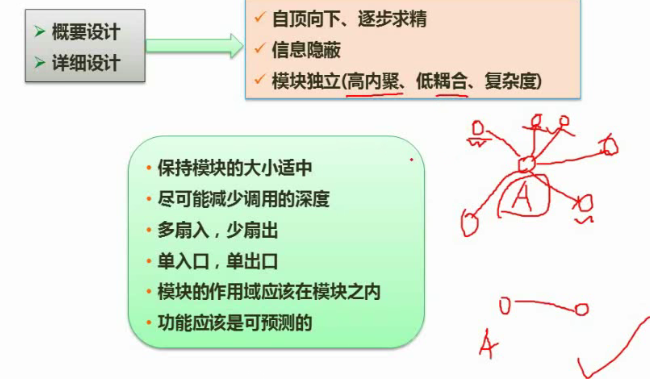 ➢ 概要设计
➢ 详细设计
✓ 自顶向下、逐步求精
✓ 信息隐蔽
✓ 模块独立(高内聚、低耦合、复杂度)
• 保持模块的大小适中
• 尽可能减少调用的深度
• 多扇入，少扇出
• 单入口，单出口
• 模块的作用域应该在模块之内
• 功能应该是可预测的
A
A